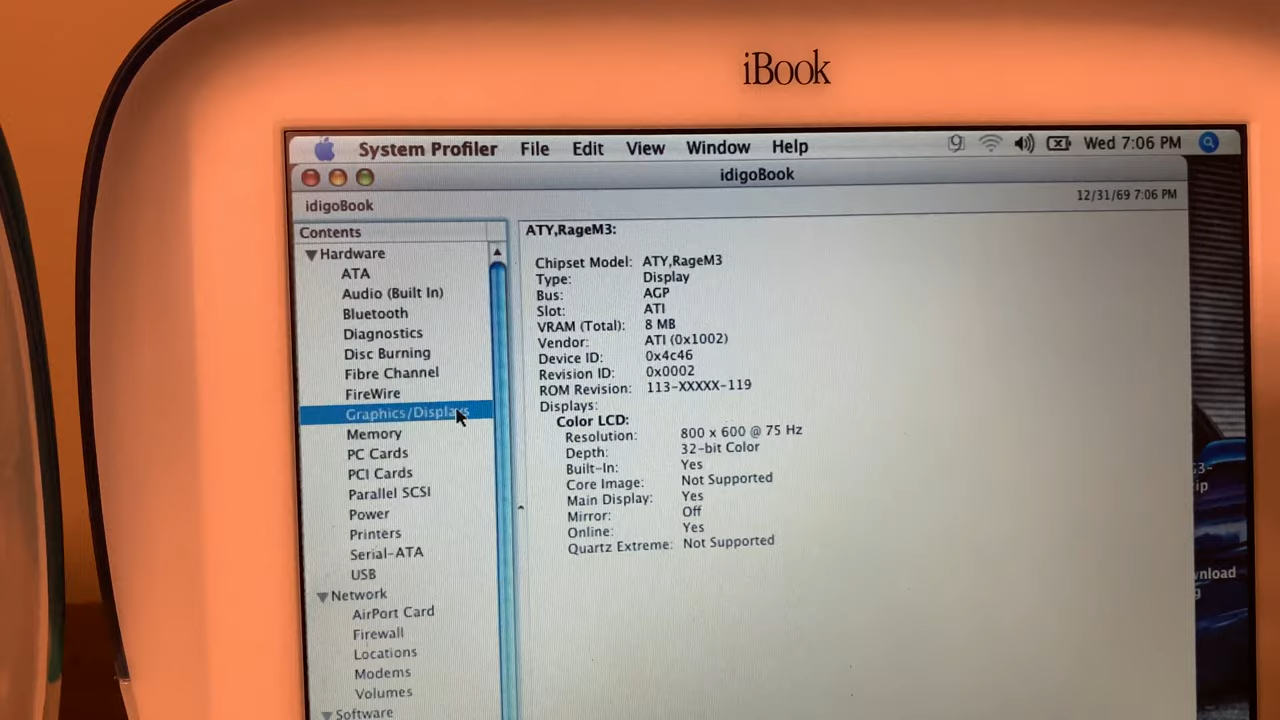 iBook
System Profiler File Edit View Window Help Wed 7:06 PM
idigoBook
idigoBook 12/31/69 7:06 PM
Contents
Hardware
ATA
Audio (Built In)
Bluetooth
Diagnostics
Disc Burning
Fibre Channel
FireWire
Graphics/Displays
Memory
PC Cards
PCI Cards
Parallel SCSI
Power
Printers
Serial-ATA
USB
Network
AirPort Card
Firewall
Locations
Modems
Volumes
Software
ATY,RageM3:
Chipset Model: ATY,RageM3
Type: Display
Bus: AGP
Slot: ATI
VRAM (Total): 8 MB
Vendor: ATI (0x1002)
Device ID: 0x4c46
Revision ID: 0x0002
ROM Revision: 113-XXXXX-119
Displays:
Color LCD:
Resolution: 800 x 600 @ 75 Hz
Depth: 32-bit Color
Built-In: Yes
Core Image: Not Supported
Main Display: Yes
Mirror: Off
Online: Yes
Quartz Extreme: Not Supported